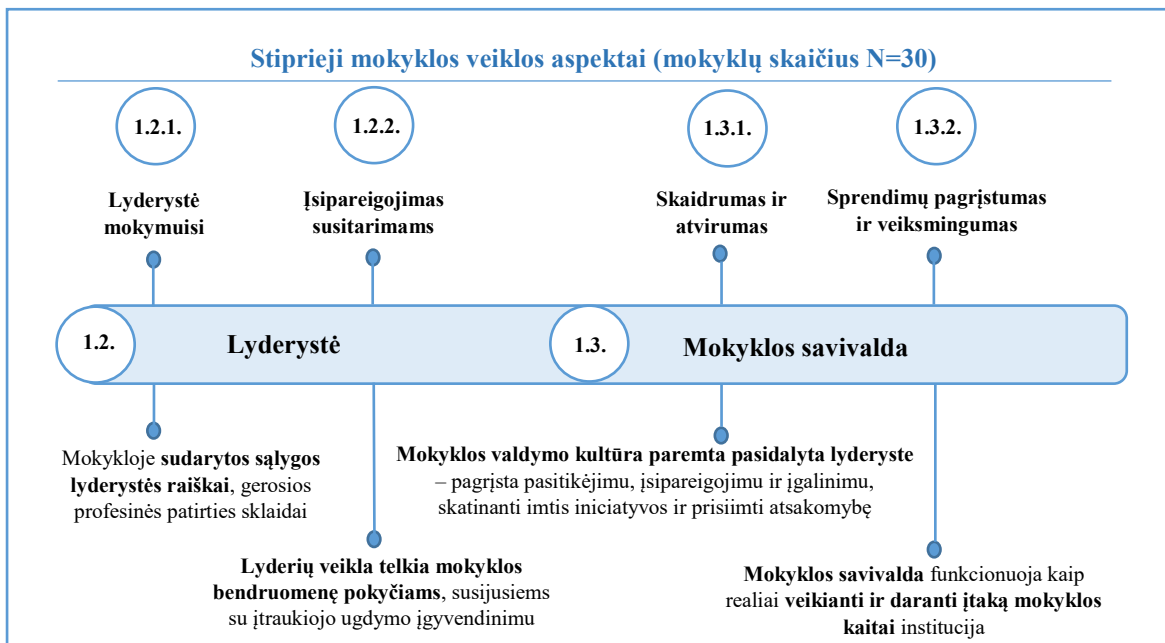 Stiprieji mokyklos veiklos aspektai (mokyklų skaičius N=30)
1.2.1.
1.2.2.
1.3.1.
1.3.2.
Lyderystė
mokymuisi
Įsipareigojimas
susitarimams
Skaidrumas ir
atvirumas
Sprendimų pagrįstumas
ir veiksmingumas
1.2.
Lyderystė
1.3.
Mokyklos savivalda
Mokykloje sudarytos sąlygos
lyderystės raiškai, gerosios
profesinės patirties sklaidai
Mokyklos valdymo kultūra paremta pasidalyta lyderyste
– pagrįsta pasitikėjimu, įsipareigojimu ir įgalinimu,
skatinanti imtis iniciatyvos ir prisiimti atsakomybę
Lyderių veikla telkia mokyklos
bendruomenę pokyčiams, susijusiems
su įtraukiojo ugdymo įgyvendinimu
Mokyklos savivalda funkcionuoja kaip
realiai veikianti ir daranti įtaką mokyklos
kaitai institucija